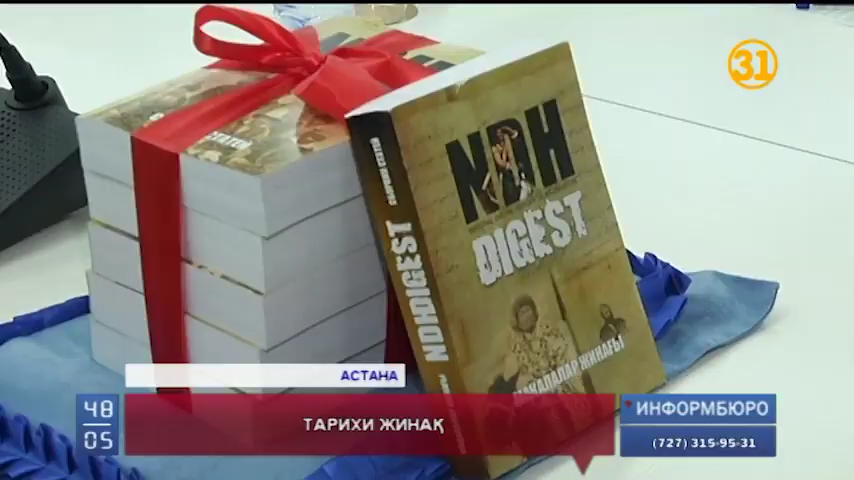 31
NDH
DIGEST
NDHDIGEST
МАҚАЛАЛАР ЖИНАҒЫ
АСТАНА
48
05
ТАРИХИ ЖИНАҚ
ИНФОРМБЮРО
(727) 315-95-31